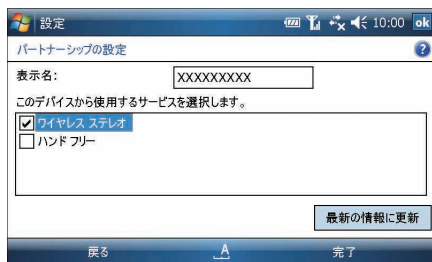 設定
10:00 ok
パートナーシップの設定
?
表示名:
XXXXXXXXX
このデバイスから使用するサービスを選択します。
ワイヤレス ステレオ
ハンド フリー
最新の情報に更新
戻る
A
完了